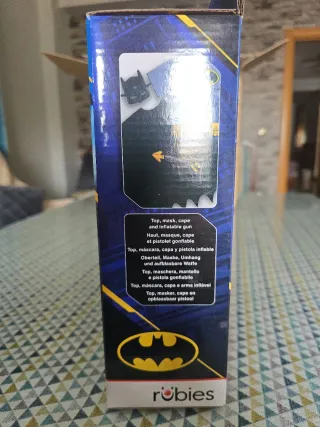 Top, mask, cape
and inflatable gun
Haut, masque, cape
et pistolet gonflable
Top, máscara, capa y pistola inflable
Oberteil, Maske, Umhang
und aufblasbare Waffe
Top, maschera, mantello
e pistola gonfiabile
Top, máscara, capa e arma inflável
Top, masker, cape en
opblaasbaar pistool
rubies